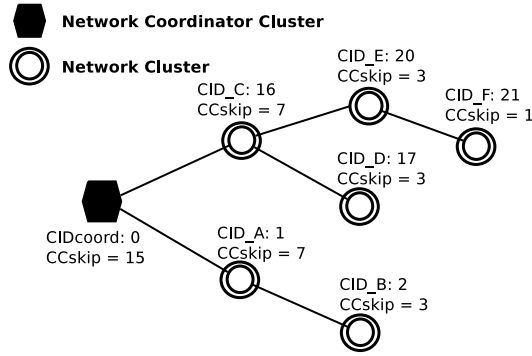 Network Coordinator Cluster
Network Cluster
CID_E: 20
CCskip = 3
CID_C: 16
CCskip = 7
CID_F: 21
CCskip = 1
CID_D: 17
CCskip = 3
CIDcoord: 0
CCskip = 15
CID_A: 1
CCskip = 7
CID_B: 2
CCskip = 3